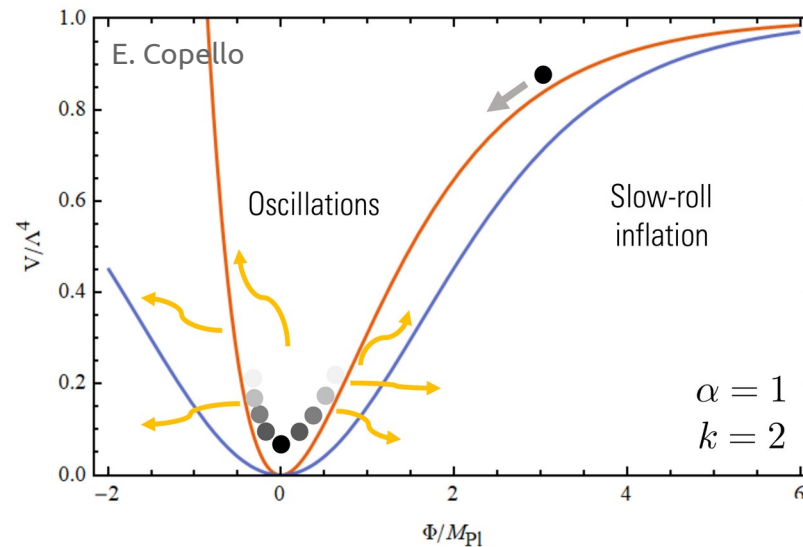 E. Copello
1.0
0.8
0.6
0.4
0.2
0.0
V/Λ⁴
Oscillations
Slow-roll
inflation
α = 1
k = 2
−2
0
2
4
6
Φ/M_Pl